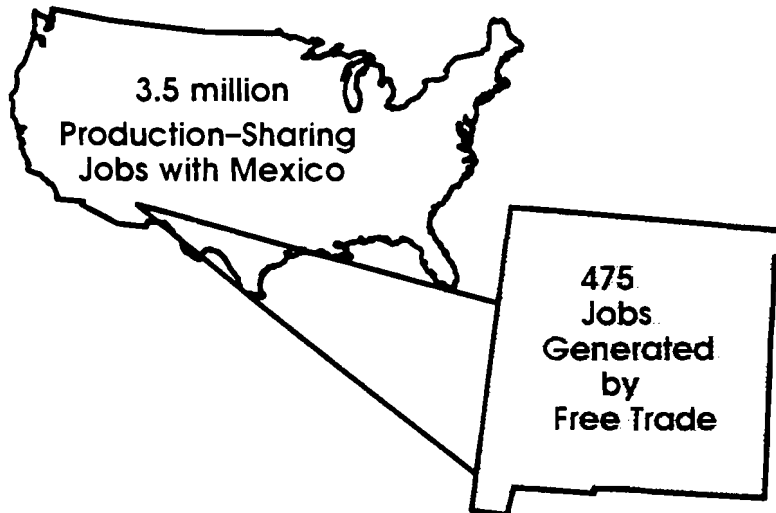 3.5 million
Production–Sharing
Jobs with Mexico
475
Jobs
Generated
by
Free Trade